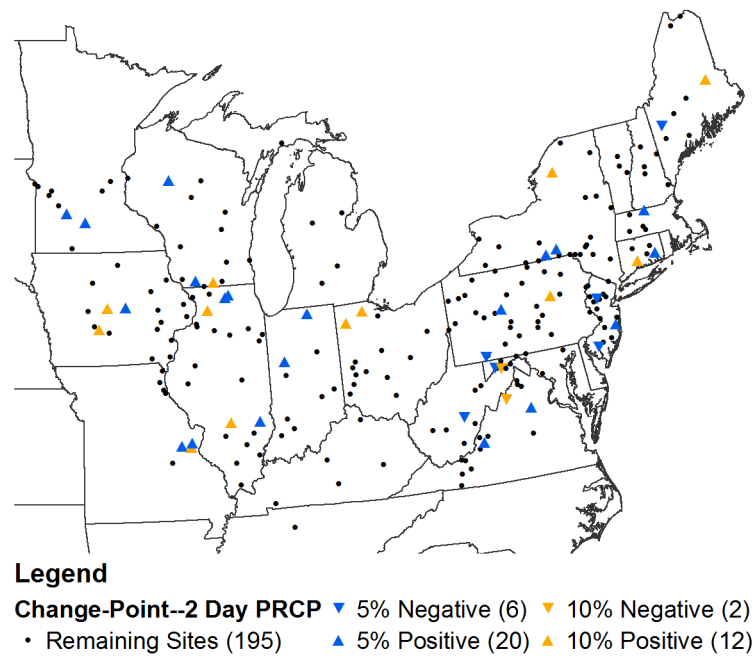 Legend
Change-Point--2 Day PRCP 5% Negative (6) 10% Negative (2)
Remaining Sites (195) 5% Positive (20) 10% Positive (12)